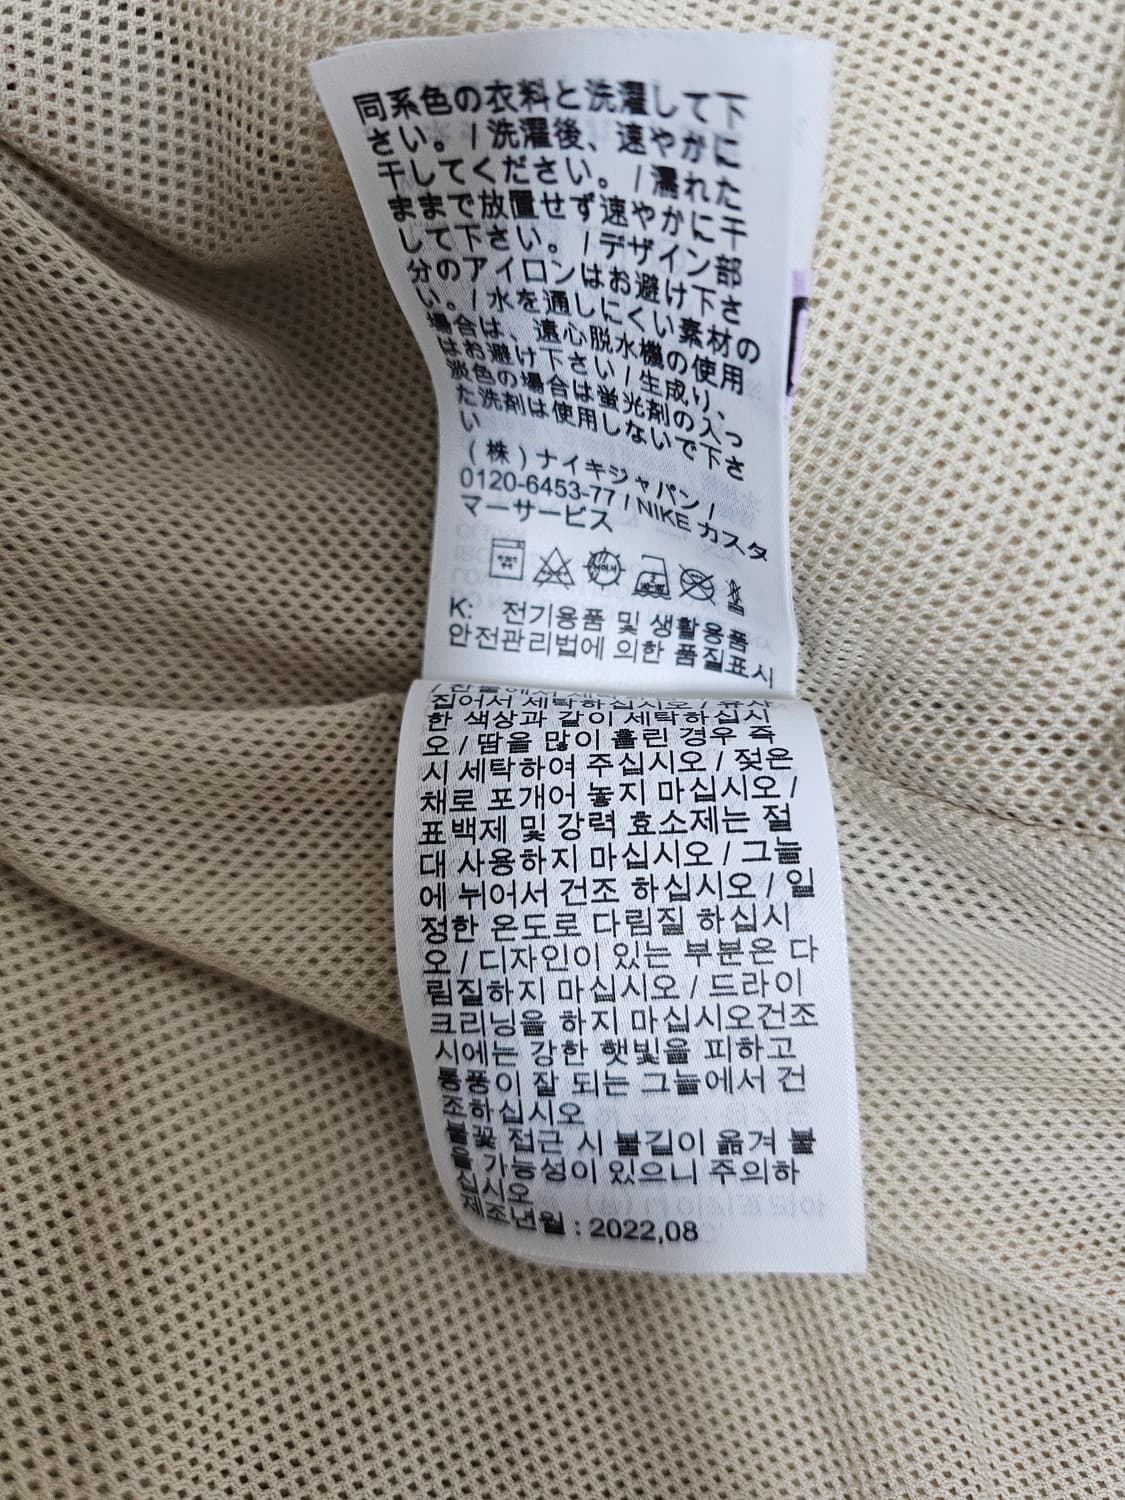 同系色の衣料と洗濯して下
さい。/ 洗濯後、速やかに
干してください。/ 濡れた
ままで放置せず速やかに干
して下さい。/ デザイン部
分のアイロンはお避け下さ
い。/ 水を通しにくい素材の
場合は、遠心脱水機の使用
はお避け下さい / 生成り、
淡色の場合は蛍光剤の入っ
た洗剤は使用しないで下さ
い
(株) ナイキジャパン /
0120-6453-77 / NIKE カスタ
マーサービス
K: 전기용품 및 생활용품
안전관리법에 의한 품질표시
집어서 세탁하십시오 / 유사
한 색상과 같이 세탁하십시
오 / 땀을 많이 흘린 경우 즉
시 세탁하여 주십시오 / 젖은
채로 포개어 놓지 마십시오 /
표백제 및 강력 효소제는 절
대 사용하지 마십시오 / 그늘
에 뉘어서 건조 하십시오 / 일
정한 온도로 다림질 하십시
오 / 디자인이 있는 부분은 다
림질하지 마십시오 / 드라이
크리닝을 하지 마십시오건조
시에는 강한 햇빛을 피하고
통풍이 잘 되는 그늘에서 건
조하십시오
불꽃 접근 시 불길이 옮겨 붙
을 가능성이 있으니 주의하
십시오
제조년월 : 2022,08